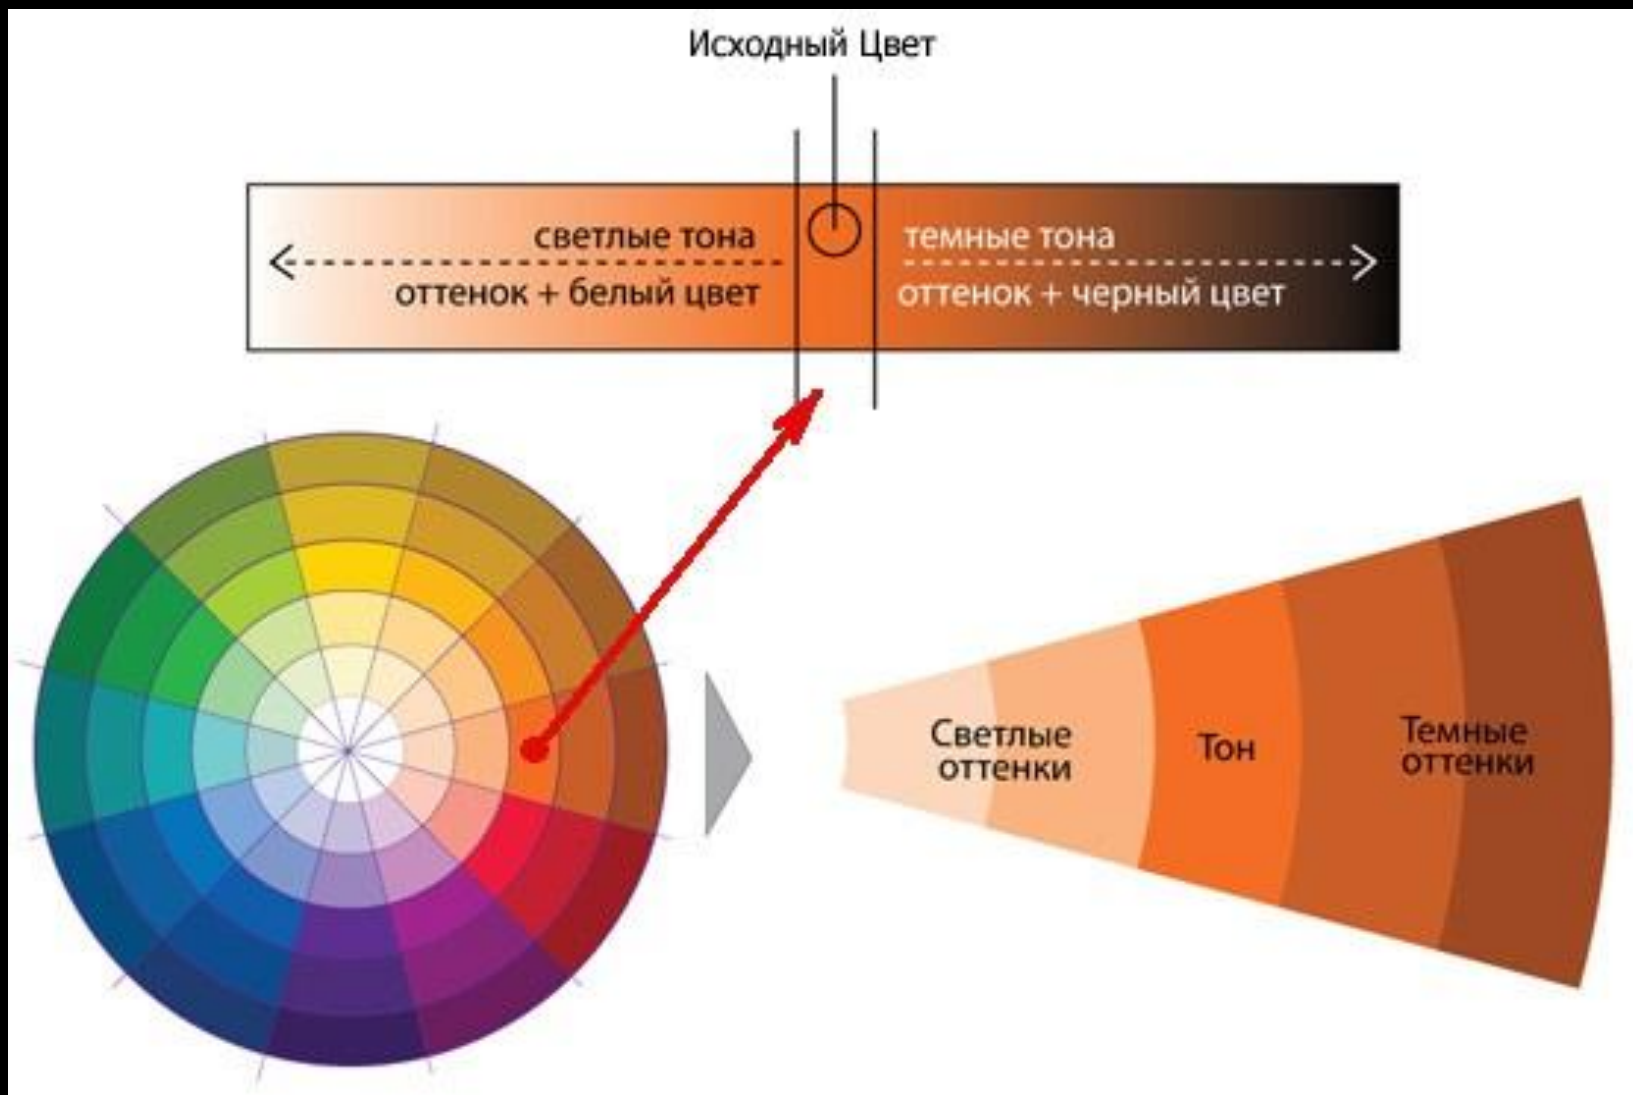 Исходный Цвет
светлые тона
оттенок + белый цвет
темные тона
оттенок + черный цвет
Светлые
оттенки
Тон
Темные
оттенки